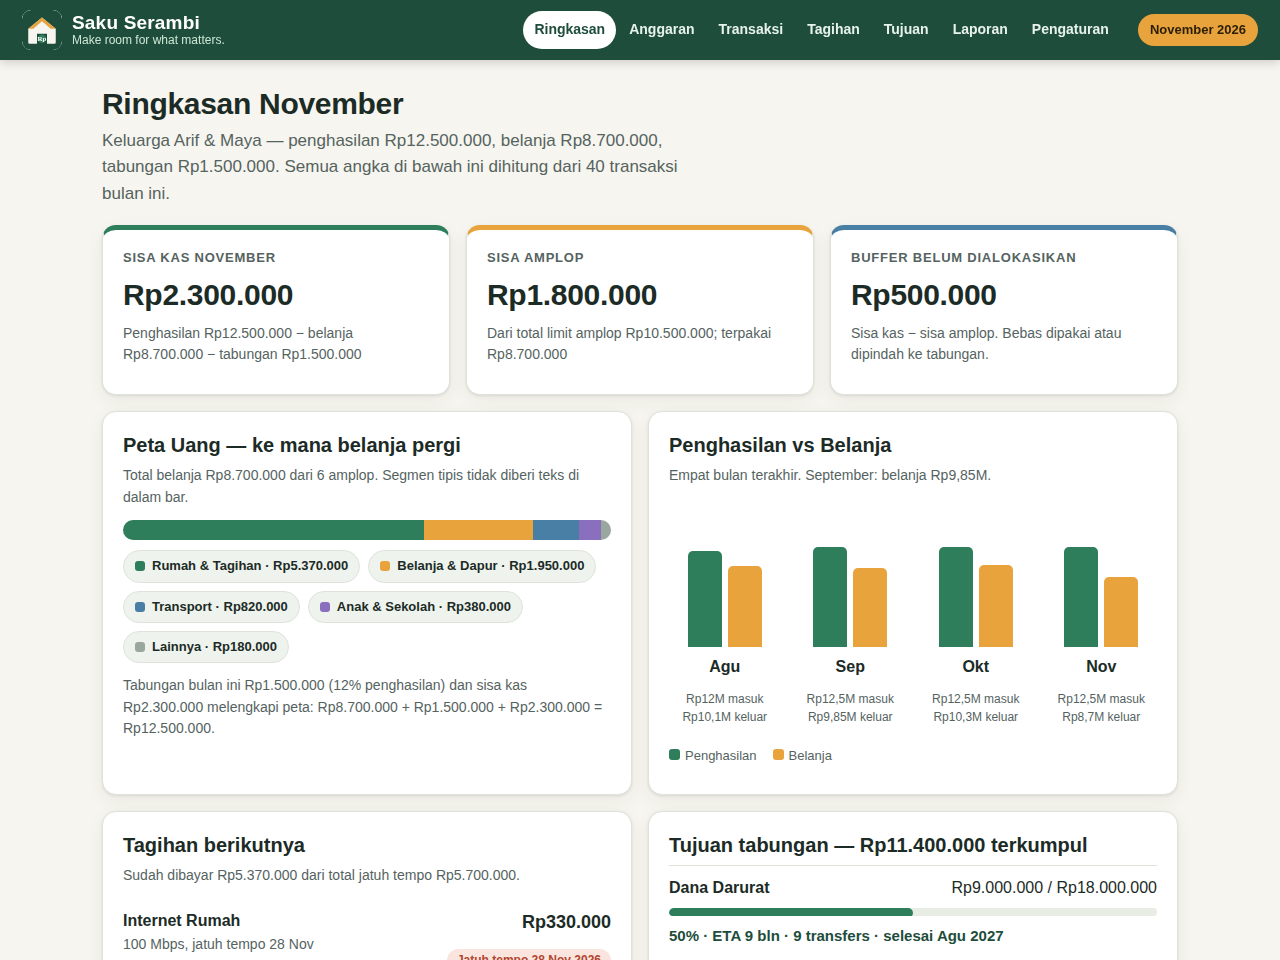 Rp
Saku Serambi
Make room for what matters.
Ringkasan
Anggaran
Transaksi
Tagihan
Tujuan
Laporan
Pengaturan
November 2026
Ringkasan November
Keluarga Arif & Maya — penghasilan Rp12.500.000, belanja Rp8.700.000,
tabungan Rp1.500.000. Semua angka di bawah ini dihitung dari 40 transaksi
bulan ini.
SISA KAS NOVEMBER
Rp2.300.000
Penghasilan Rp12.500.000 − belanja
Rp8.700.000 − tabungan Rp1.500.000
SISA AMPLOP
Rp1.800.000
Dari total limit amplop Rp10.500.000; terpakai
Rp8.700.000
BUFFER BELUM DIALOKASIKAN
Rp500.000
Sisa kas − sisa amplop. Bebas dipakai atau
dipindah ke tabungan.
Peta Uang — ke mana belanja pergi
Total belanja Rp8.700.000 dari 6 amplop. Segmen tipis tidak diberi teks di
dalam bar.
Rumah & Tagihan · Rp5.370.000
Belanja & Dapur · Rp1.950.000
Transport · Rp820.000
Anak & Sekolah · Rp380.000
Lainnya · Rp180.000
Tabungan bulan ini Rp1.500.000 (12% penghasilan) dan sisa kas
Rp2.300.000 melengkapi peta: Rp8.700.000 + Rp1.500.000 + Rp2.300.000 =
Rp12.500.000.
Penghasilan vs Belanja
Empat bulan terakhir. September: belanja Rp9,85M.
Agu
Rp12M masuk
Rp10,1M keluar
Sep
Rp12,5M masuk
Rp9,85M keluar
Okt
Rp12,5M masuk
Rp10,3M keluar
Nov
Rp12,5M masuk
Rp8,7M keluar
Penghasilan
Belanja
Tagihan berikutnya
Sudah dibayar Rp5.370.000 dari total jatuh tempo Rp5.700.000.
Internet Rumah
Rp330.000
100 Mbps, jatuh tempo 28 Nov
Jatuh tempo 28 Nov 2026
Tujuan tabungan — Rp11.400.000 terkumpul
Dana Darurat
Rp9.000.000 / Rp18.000.000
50% · ETA 9 bln · 9 transfers · selesai Agu 2027